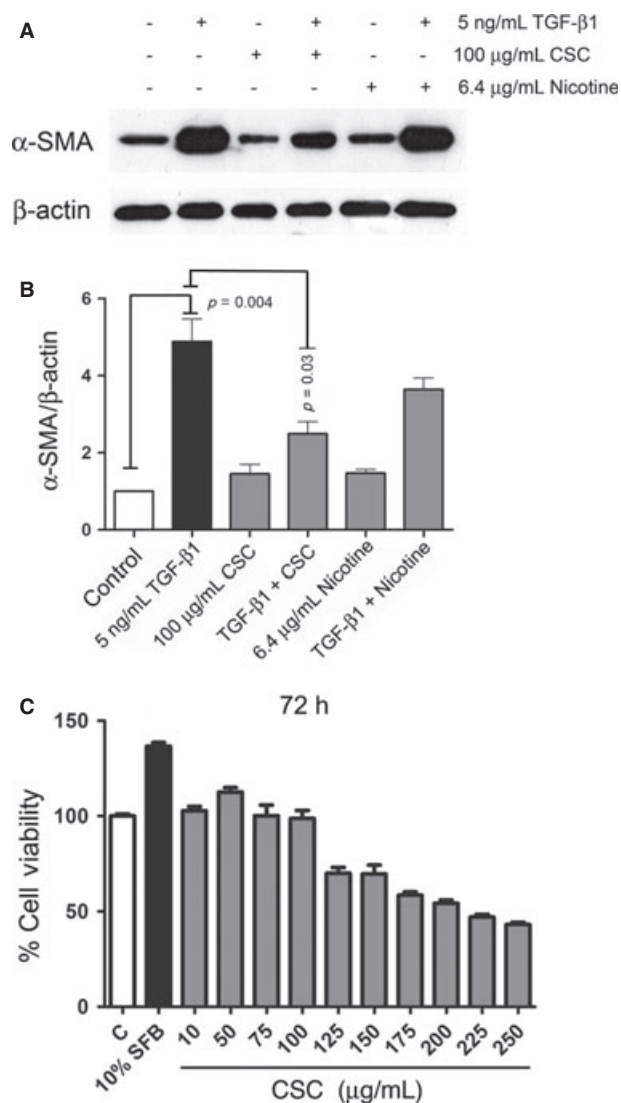 A
- + - + - + 5 ng/mL TGF-β1
- - + + - - 100 µg/mL CSC
- - - - + + 6.4 µg/mL Nicotine
α-SMA
β-actin
B
6
4
2
0
α-SMA/β-actin
p = 0.004
p = 0.03
Control
5 ng/mL TGF-β1
100 µg/mL CSC
TGF-β1 + CSC
6.4 µg/mL Nicotine
TGF-β1 + Nicotine
C
72 h
150
100
50
0
% Cell viability
C
10% SFB
10
50
75
100
125
150
175
200
225
250
CSC (µg/mL)